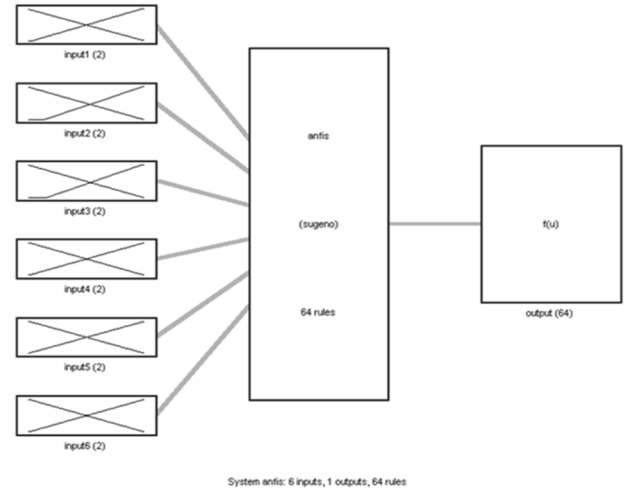 input1 (2)
input2 (2)
input3 (2)
input4 (2)
input5 (2)
input6 (2)
anfis
(sugeno)
64 rules
f(u)
output (64)
System anfis: 6 inputs, 1 outputs, 64 rules